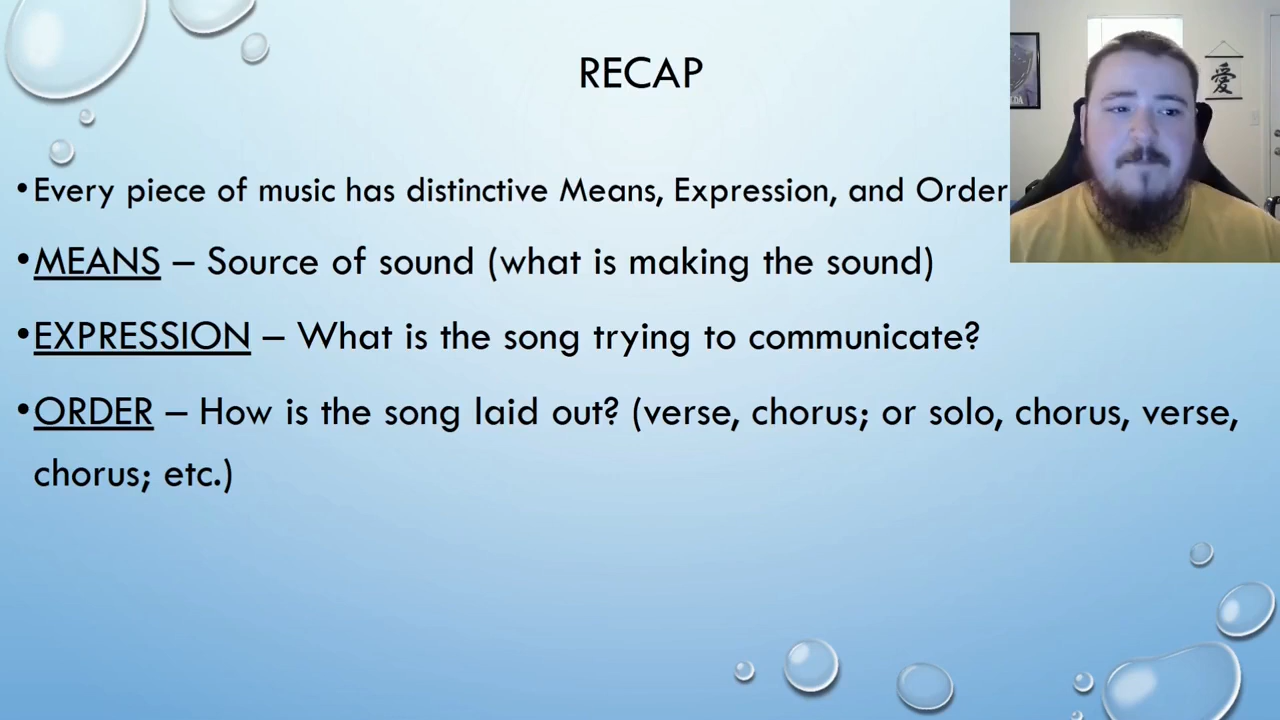 RECAP
•Every piece of music has distinctive Means, Expression, and Order
•MEANS – Source of sound (what is making the sound)
•EXPRESSION – What is the song trying to communicate?
•ORDER – How is the song laid out? (verse, chorus; or solo, chorus, verse,
chorus; etc.)
愛